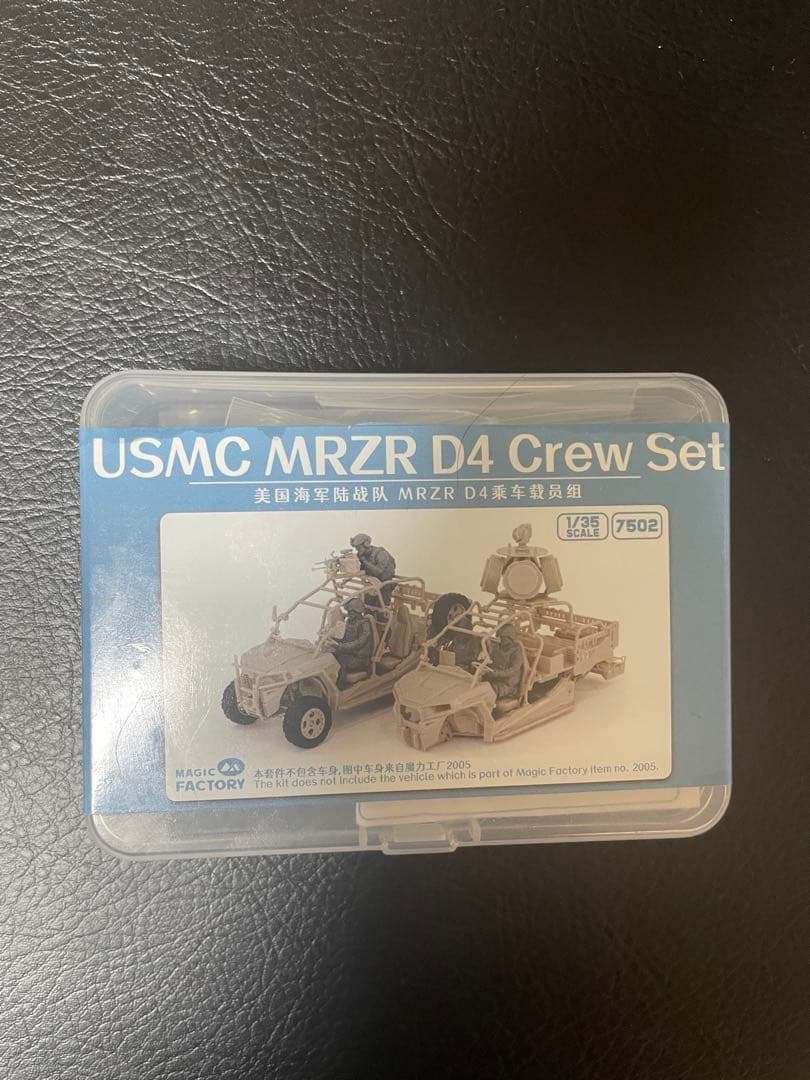 USMC MRZR D4 Crew Set
美国海军陆战队 MRZR D4乘车载员组
1/35
SCALE
7502
MAGIC
FACTORY
本套件不包含车身,图中车身来自魔力工厂2005
The kit does not include the vehicle which is part of Magic Factory item no. 2005.